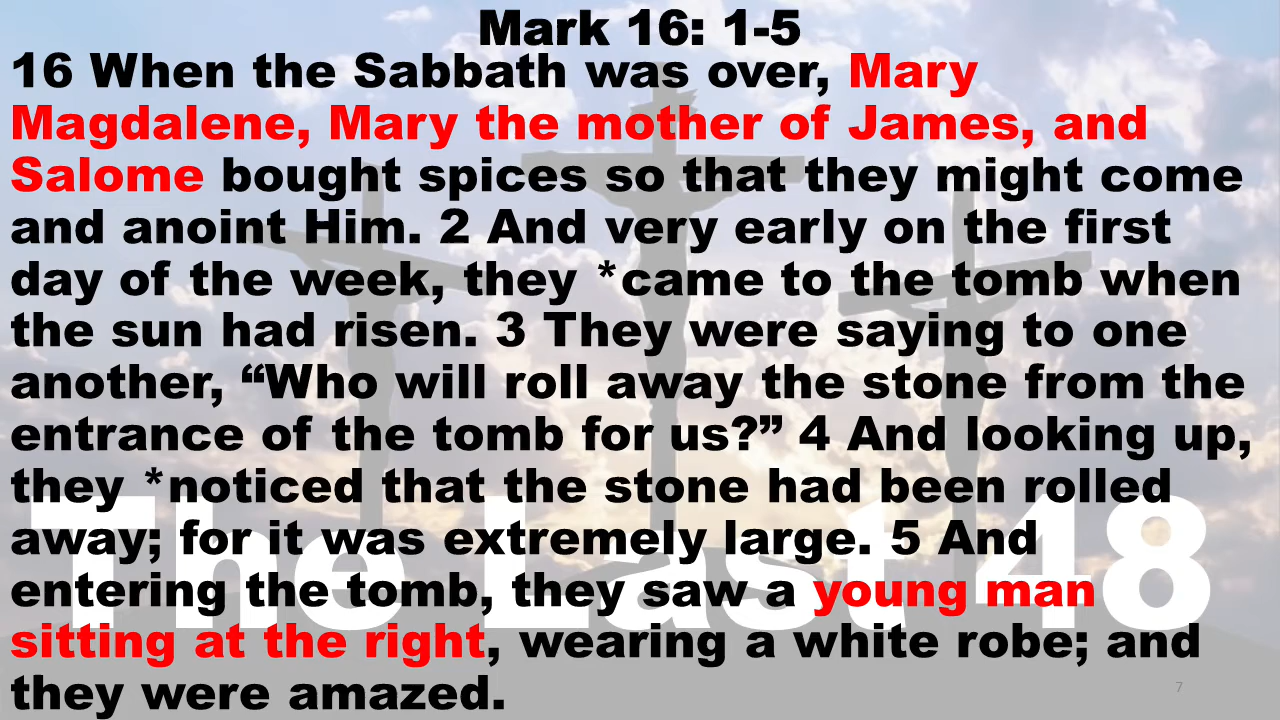 Mark 16: 1-5
16 When the Sabbath was over, Mary
Magdalene, Mary the mother of James, and
Salome bought spices so that they might come
and anoint Him. 2 And very early on the first
day of the week, they *came to the tomb when
the sun had risen. 3 They were saying to one
another, “Who will roll away the stone from the
entrance of the tomb for us?” 4 And looking up,
they *noticed that the stone had been rolled
away; for it was extremely large. 5 And
entering the tomb, they saw a young man
sitting at the right, wearing a white robe; and
they were amazed.
The Last 48
7